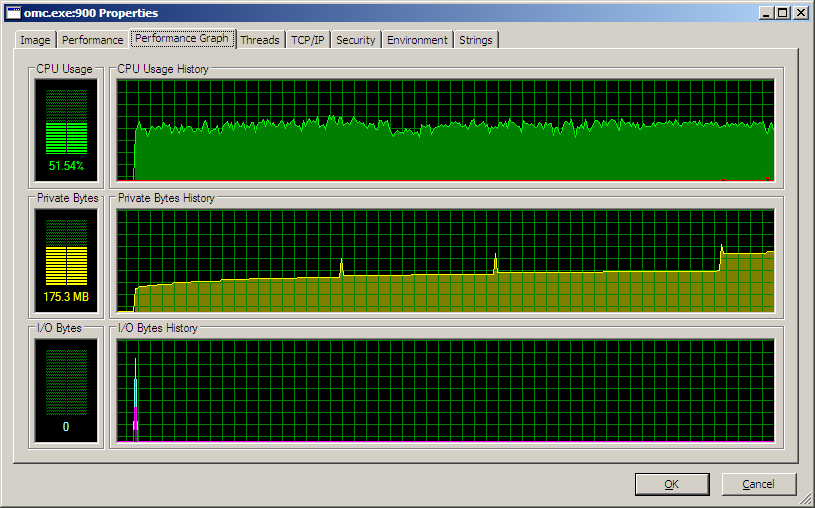 omc.exe:900 Properties
Image Performance Performance Graph Threads TCP/IP Security Environment Strings
CPU Usage CPU Usage History
51.54%
Private Bytes Private Bytes History
175.3 MB
I/O Bytes I/O Bytes History
0
OK Cancel